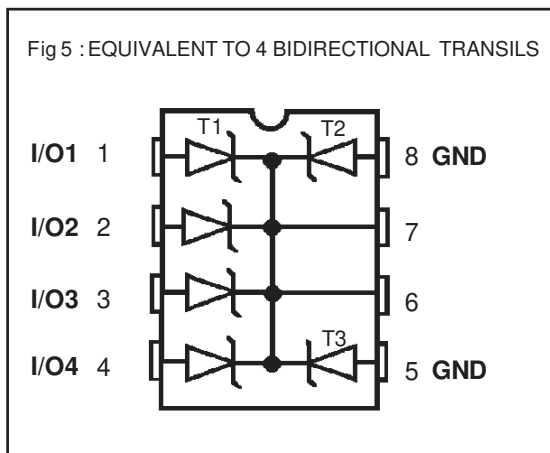 Fig 5 : EQUIVALENT TO 4 BIDIRECTIONAL TRANSILS
T1 T2
I/O1 1 8 GND
I/O2 2 7
I/O3 3 6
T3
I/O4 4 5 GND